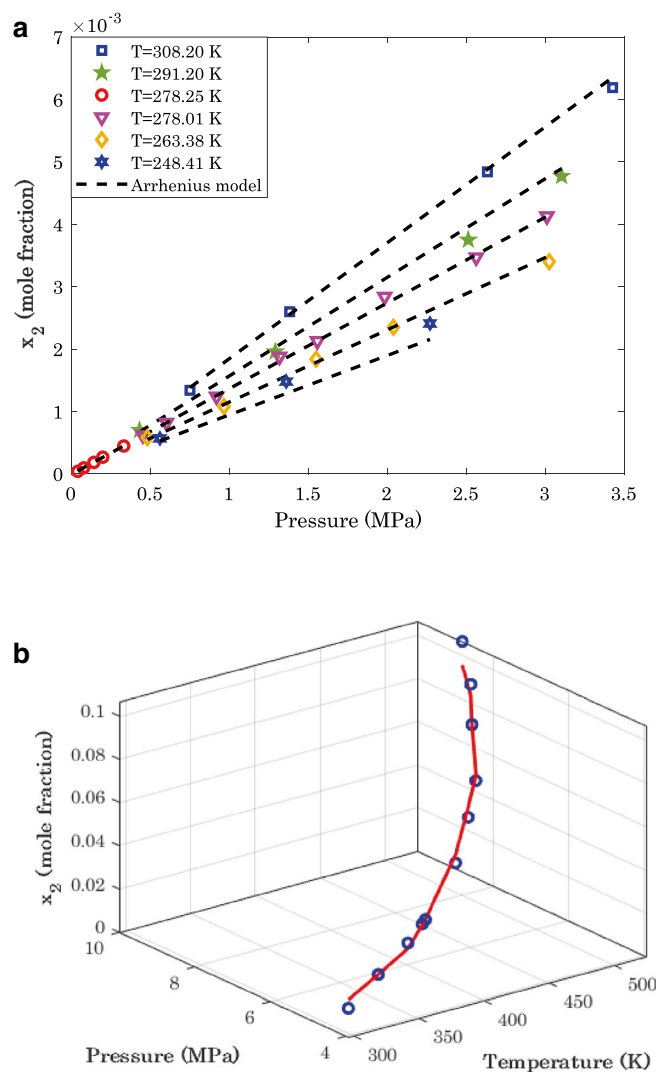 a
×10⁻³
7
6
5
4
3
2
1
0
x₂ (mole fraction)
T=308.20 K
T=291.20 K
T=278.25 K
T=278.01 K
T=263.38 K
T=248.41 K
Arrhenius model
0 0.5 1 1.5 2 2.5 3 3.5
Pressure (MPa)
b
0.1
0.08
0.06
0.04
0.02
0
x₂ (mole fraction)
10
8
6
4
Pressure (MPa)
300
350
400
450
500
Temperature (K)